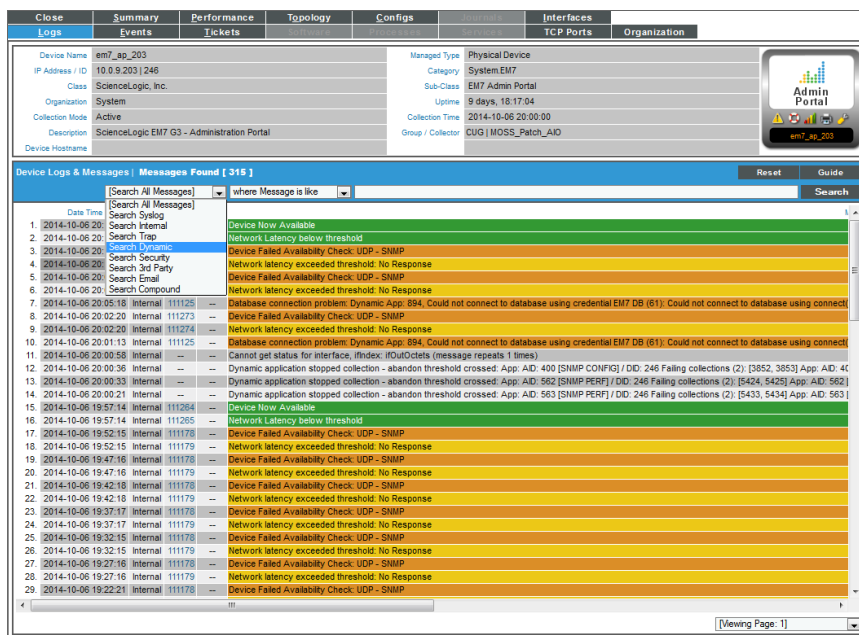 Close Summary Performance Topology Configs Journals Interfaces
Logs Events Tickets Software Processes Services TCP Ports Organization
Device Name em7_ap_203 Managed Type Physical Device
IP Address / ID 10.0.9.203 | 246 Category System.EM7
Class ScienceLogic, Inc. Sub-Class EM7 Admin Portal
Organization System Uptime 9 days, 18:17:04
Collection Mode Active Collection Time 2014-10-06 20:00:00
Description ScienceLogic EM7 G3 - Administration Portal Group / Collector CUG | MOSS_Patch_AIO
Device Hostname
Admin
Portal
em7_ap_203
Device Logs & Messages | Messages Found [ 315 ] Reset Guide
[Search All Messages] where Message is like Search
[Search All Messages]
Search Syslog
Search Internal
Search Trap
Search Dynamic
Search Security
Search 3rd Party
Search Email
Search Compound
Date Time
1. 2014-10-06 20: Device Now Available
2. 2014-10-06 20: Network Latency below threshold
3. 2014-10-06 20: Device Failed Availability Check: UDP - SNMP
4. 2014-10-06 20: Network latency exceeded threshold: No Response
5. 2014-10-06 20: Device Failed Availability Check: UDP - SNMP
6. 2014-10-06 20: Network latency exceeded threshold: No Response
7. 2014-10-06 20:05:18 Internal 111125 -- Database connection problem: Dynamic App: 894, Could not connect to database using credential EM7 DB (61): Could not connect to database using connect(
8. 2014-10-06 20:02:20 Internal 111273 -- Device Failed Availability Check: UDP - SNMP
9. 2014-10-06 20:02:20 Internal 111274 -- Network latency exceeded threshold: No Response
10. 2014-10-06 20:01:13 Internal 111125 -- Database connection problem: Dynamic App: 894, Could not connect to database using credential EM7 DB (61): Could not connect to database using connect(
11. 2014-10-06 20:00:58 Internal -- -- Cannot get status for interface, ifIndex: ifOutOctets (message repeats 1 times)
12. 2014-10-06 20:00:36 Internal -- -- Dynamic application stopped collection - abandon threshold crossed: App: AID: 400 [SNMP CONFIG] / DID: 246 Failing collections (2): [3852, 3853] App: AID: 40
13. 2014-10-06 20:00:33 Internal -- -- Dynamic application stopped collection - abandon threshold crossed: App: AID: 562 [SNMP PERF] / DID: 246 Failing collections (2): [5424, 5425] App: AID: 562 [
14. 2014-10-06 20:00:21 Internal -- -- Dynamic application stopped collection - abandon threshold crossed: App: AID: 563 [SNMP PERF] / DID: 246 Failing collections (2): [5433, 5434] App: AID: 563 [
15. 2014-10-06 19:57:14 Internal 111264 -- Device Now Available
16. 2014-10-06 19:57:14 Internal 111265 -- Network Latency below threshold
17. 2014-10-06 19:52:15 Internal 111178 -- Device Failed Availability Check: UDP - SNMP
18. 2014-10-06 19:52:15 Internal 111179 -- Network latency exceeded threshold: No Response
19. 2014-10-06 19:47:16 Internal 111178 -- Device Failed Availability Check: UDP - SNMP
20. 2014-10-06 19:47:16 Internal 111179 -- Network latency exceeded threshold: No Response
21. 2014-10-06 19:42:18 Internal 111178 -- Device Failed Availability Check: UDP - SNMP
22. 2014-10-06 19:42:18 Internal 111179 -- Network latency exceeded threshold: No Response
23. 2014-10-06 19:37:17 Internal 111178 -- Device Failed Availability Check: UDP - SNMP
24. 2014-10-06 19:37:17 Internal 111179 -- Network latency exceeded threshold: No Response
25. 2014-10-06 19:32:15 Internal 111178 -- Device Failed Availability Check: UDP - SNMP
26. 2014-10-06 19:32:15 Internal 111179 -- Network latency exceeded threshold: No Response
27. 2014-10-06 19:27:16 Internal 111178 -- Device Failed Availability Check: UDP - SNMP
28. 2014-10-06 19:27:16 Internal 111179 -- Network latency exceeded threshold: No Response
29. 2014-10-06 19:22:21 Internal 111178 -- Device Failed Availability Check: UDP - SNMP
[Viewing Page: 1]